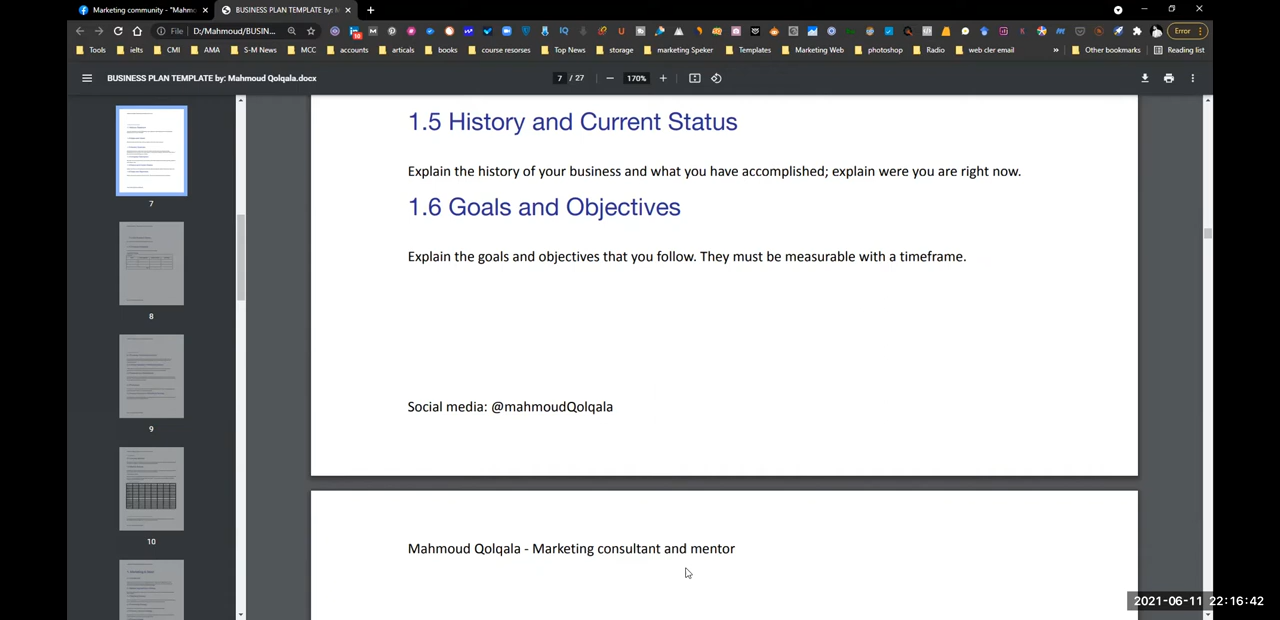 Marketing community - "Mahm
BUSINESS PLAN TEMPLATE by: M
File D:/Mahmoud/BUSIN...
Error
Tools ielts CMI AMA S-M News MCC accounts articals books course resorses Top News storage marketing Speker Templates Marketing Web photoshop Radio web cler email » Other bookmarks Reading list
BUSINESS PLAN TEMPLATE by: Mahmoud Qolqala.docx
7 / 27
170%
1.5 History and Current Status
Explain the history of your business and what you have accomplished; explain were you are right now.
1.6 Goals and Objectives
Explain the goals and objectives that you follow. They must be measurable with a timeframe.
Social media: @mahmoudQolqala
Mahmoud Qolqala - Marketing consultant and mentor
7
8
9
10
2021-06-11 22:16:42